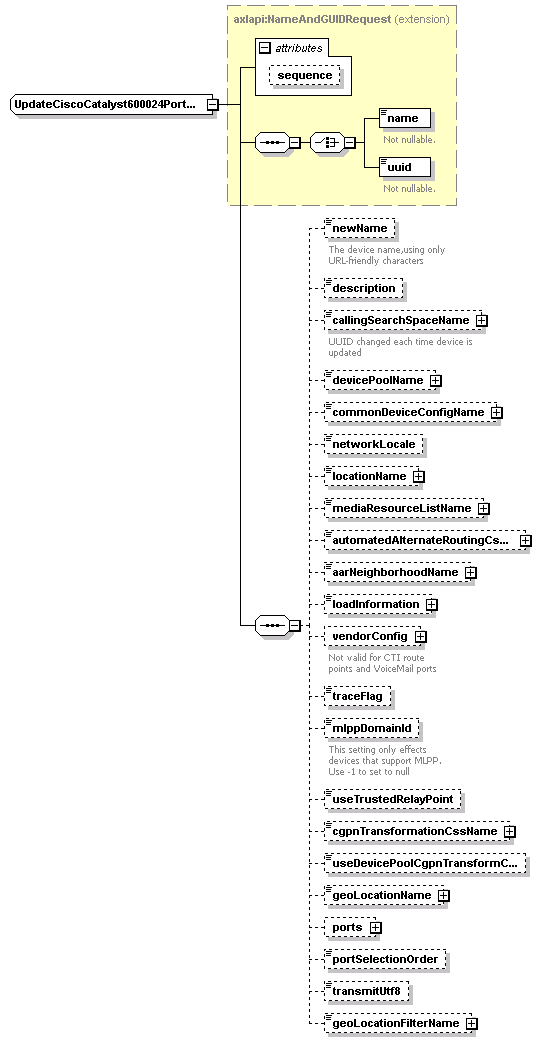 axlapi:NameAndGUIDRequest (extension)
attributes
sequence
UpdateCiscoCatalyst600024Port...
name
Not nullable.
uuid
Not nullable.
newName
The device name,using only
URL-friendly characters
description
callingSearchSpaceName
UUID changed each time device is
updated
devicePoolName
commonDeviceConfigName
networkLocale
locationName
mediaResourceListName
automatedAlternateRoutingCs...
aarNeighborhoodName
loadInformation
vendorConfig
Not valid for CTI route
points and VoiceMail ports
traceFlag
mlppDomainId
This setting only effects
devices that support MLPP.
Use -1 to set to null
useTrustedRelayPoint
cgpnTransformationCssName
useDevicePoolCgpnTransformC...
geoLocationName
ports
portSelectionOrder
transmitUtf8
geoLocationFilterName